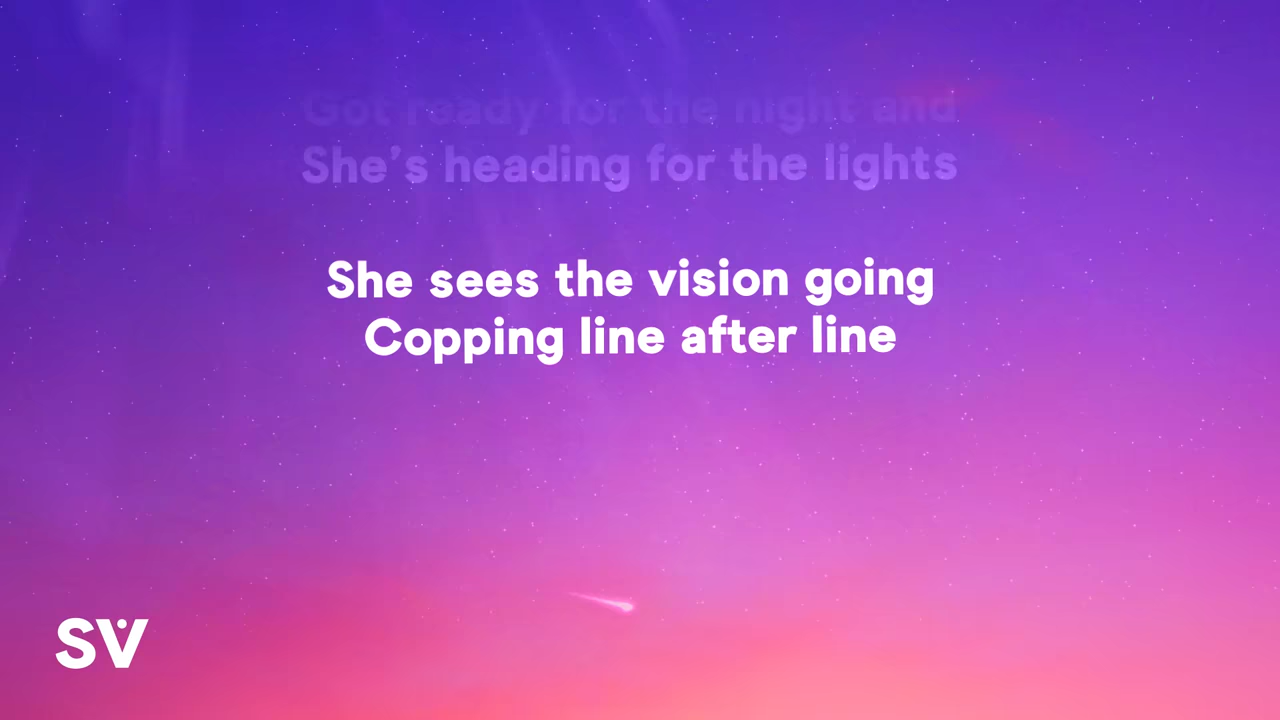 Got ready for the night and
She's heading for the lights
She sees the vision going
Copping line after line
SV